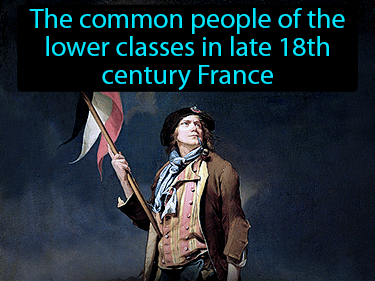 The common people of the
lower classes in late 18th
century France